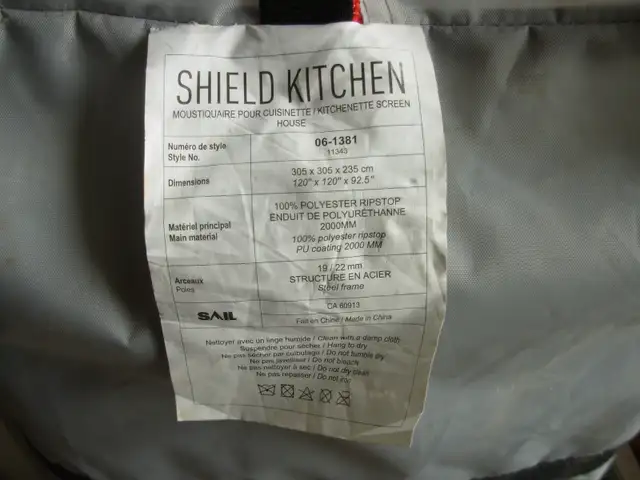 SHIELD KITCHEN
MOUSTIQUAIRE POUR CUISINETTE / KITCHENETTE SCREEN
HOUSE
Numéro de style
Style No.
06-1381
11343
Dimensions
305 x 305 x 235 cm
120" x 120" x 92.5"
Matériel principal
Main material
100% POLYESTER RIPSTOP
ENDUIT DE POLYURÉTHANNE
2000MM
100% polyester ripstop
PU coating 2000 MM
Arceaux
Poles
19 / 22 mm
STRUCTURE EN ACIER
Steel frame
SAIL
CA 60913
Fait en Chine / Made in China
Nettoyer avec un linge humide / Clean with a damp cloth
Suspendre pour sécher / Hang to dry
Ne pas sécher par culbutage / Do not tumble dry
Ne pas javelliser / Do not bleach
Ne pas nettoyer à sec / Do not dry clean
Ne pas repasser / Do not iron